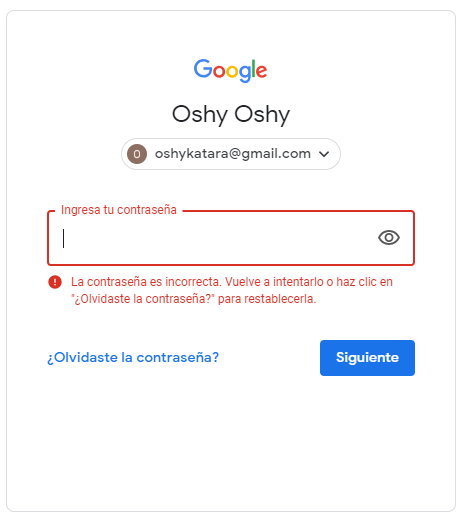 Google
Oshy Oshy
O oshykatara@gmail.com
Ingresa tu contraseña
La contraseña es incorrecta. Vuelve a intentarlo o haz clic en
"¿Olvidaste la contraseña?" para restablecerla.
¿Olvidaste la contraseña? Siguiente